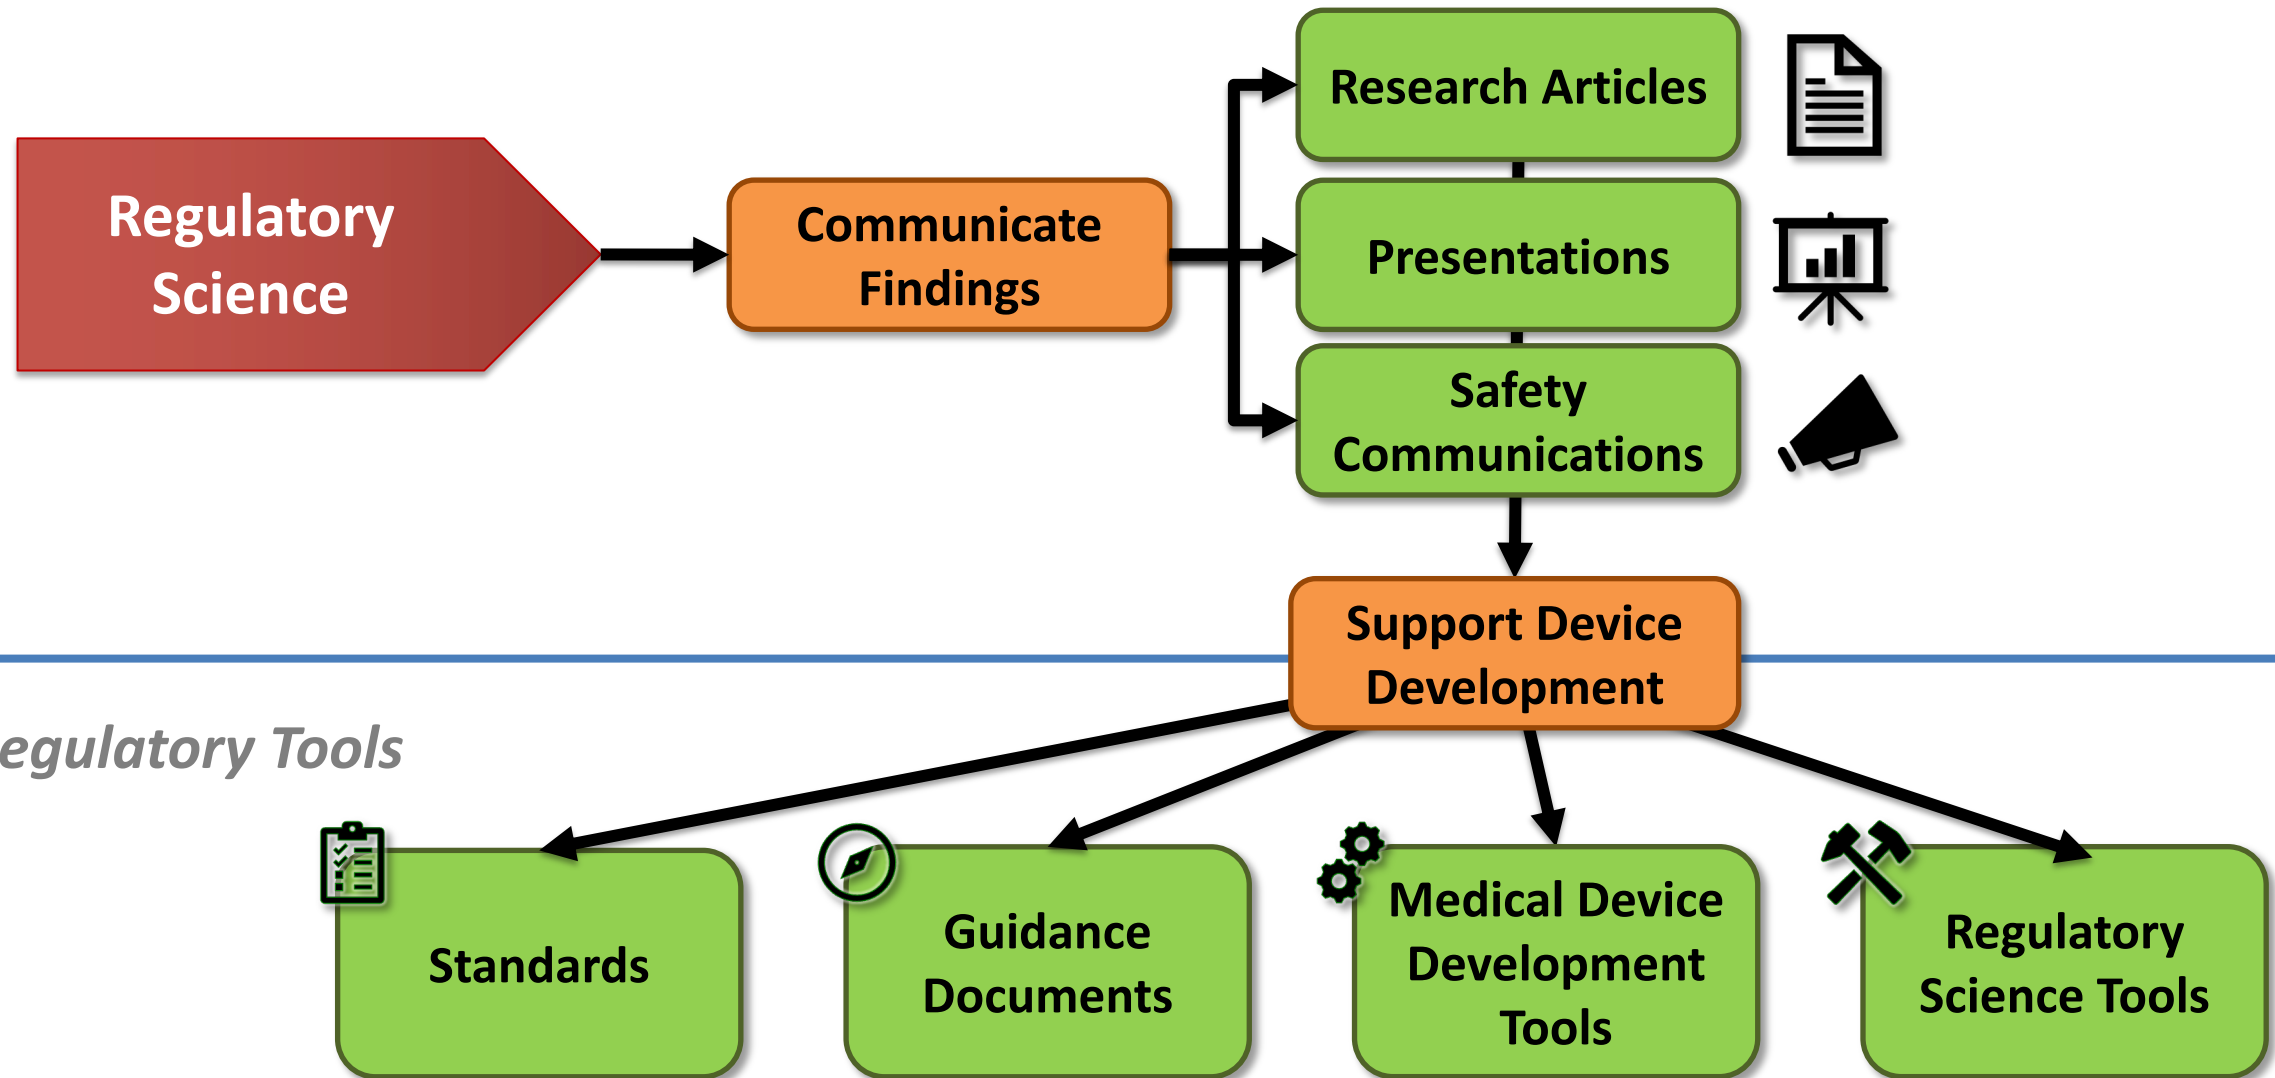 Research Articles
Regulatory
Science
Communicate
Findings
Presentations
Safety
Communications
Support Device
Development
egulatory Tools
Standards
Guidance
Documents
Medical Device
Development
Tools
Regulatory
Science Tools